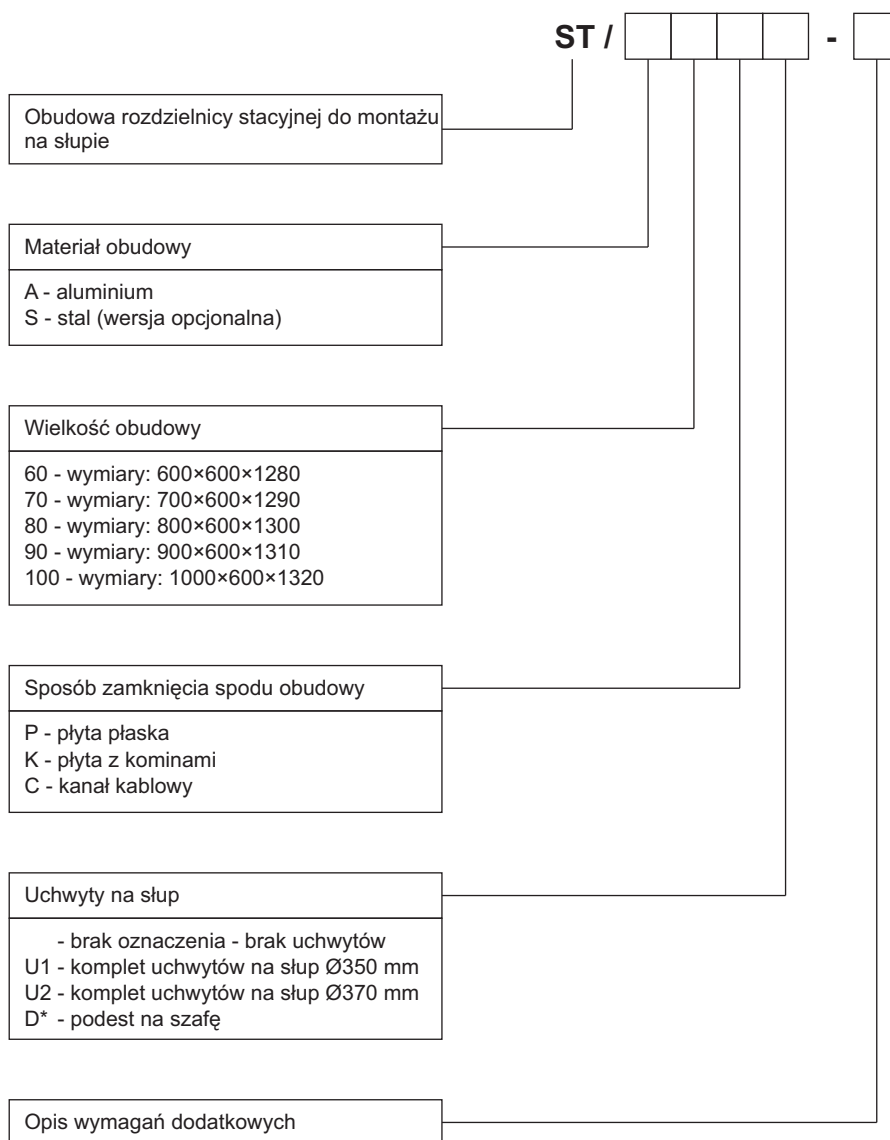 ST / -
Obudowa rozdzielnicy stacyjnej do montażu
na słupie
Materiał obudowy
A - aluminium
S - stal (wersja opcjonalna)
Wielkość obudowy
60 - wymiary: 600×600×1280
70 - wymiary: 700×600×1290
80 - wymiary: 800×600×1300
90 - wymiary: 900×600×1310
100 - wymiary: 1000×600×1320
Sposób zamknięcia spodu obudowy
P - płyta płaska
K - płyta z kominami
C - kanał kablowy
Uchwyty na słup
- brak oznaczenia - brak uchwytów
U1 - komplet uchwytów na słup Ø350 mm
U2 - komplet uchwytów na słup Ø370 mm
D* - podest na szafę
Opis wymagań dodatkowych